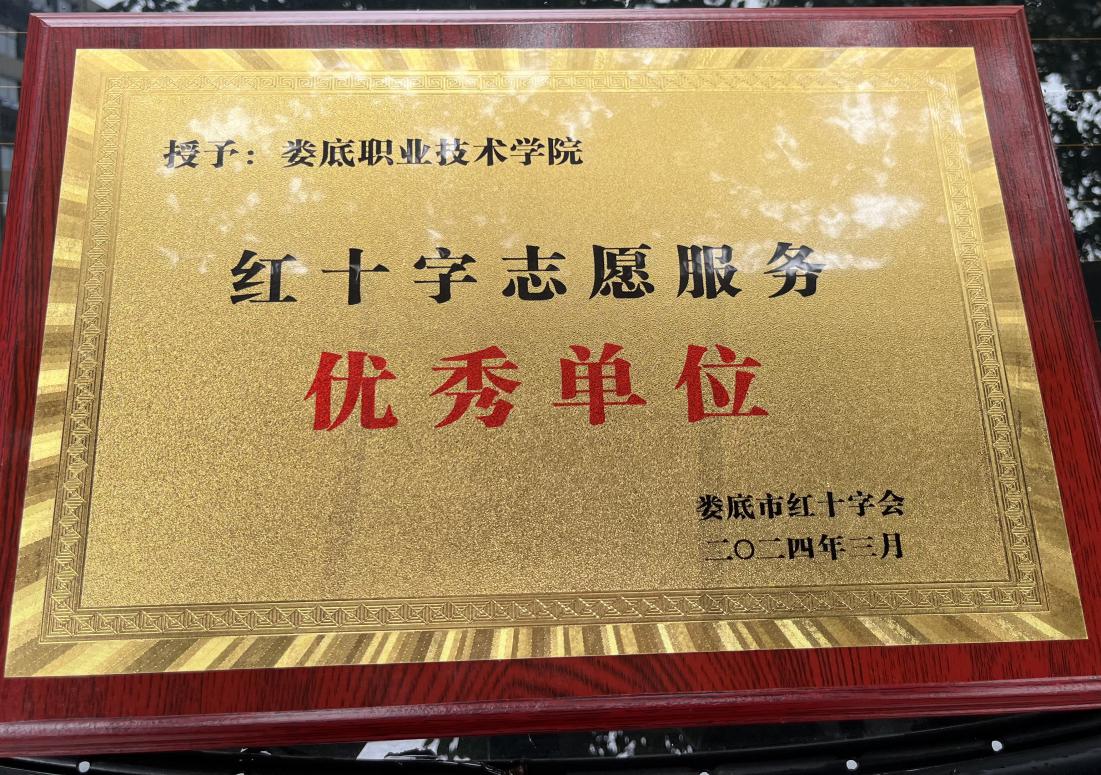 授予：娄底职业技术学院
红十字志愿服务
优秀单位
娄底市红十字会
二〇二四年三月